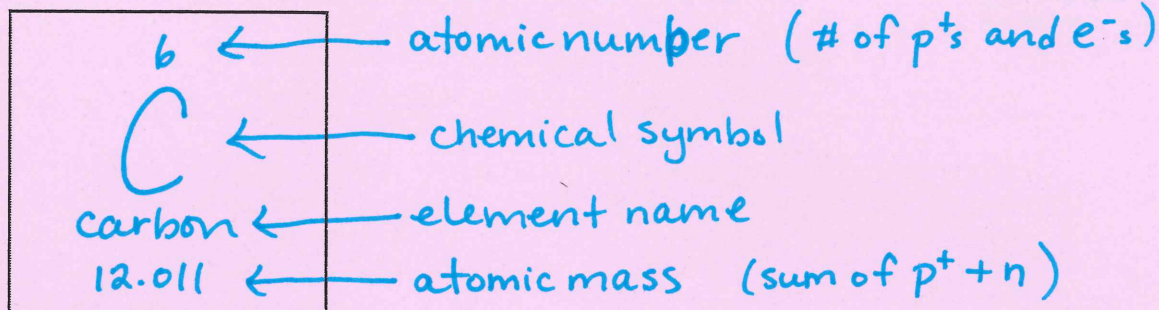 6 ← atomic number (# of p⁺s and e⁻s)
C ← chemical symbol
carbon ← element name
12.011 ← atomic mass (sum of p⁺ + n)